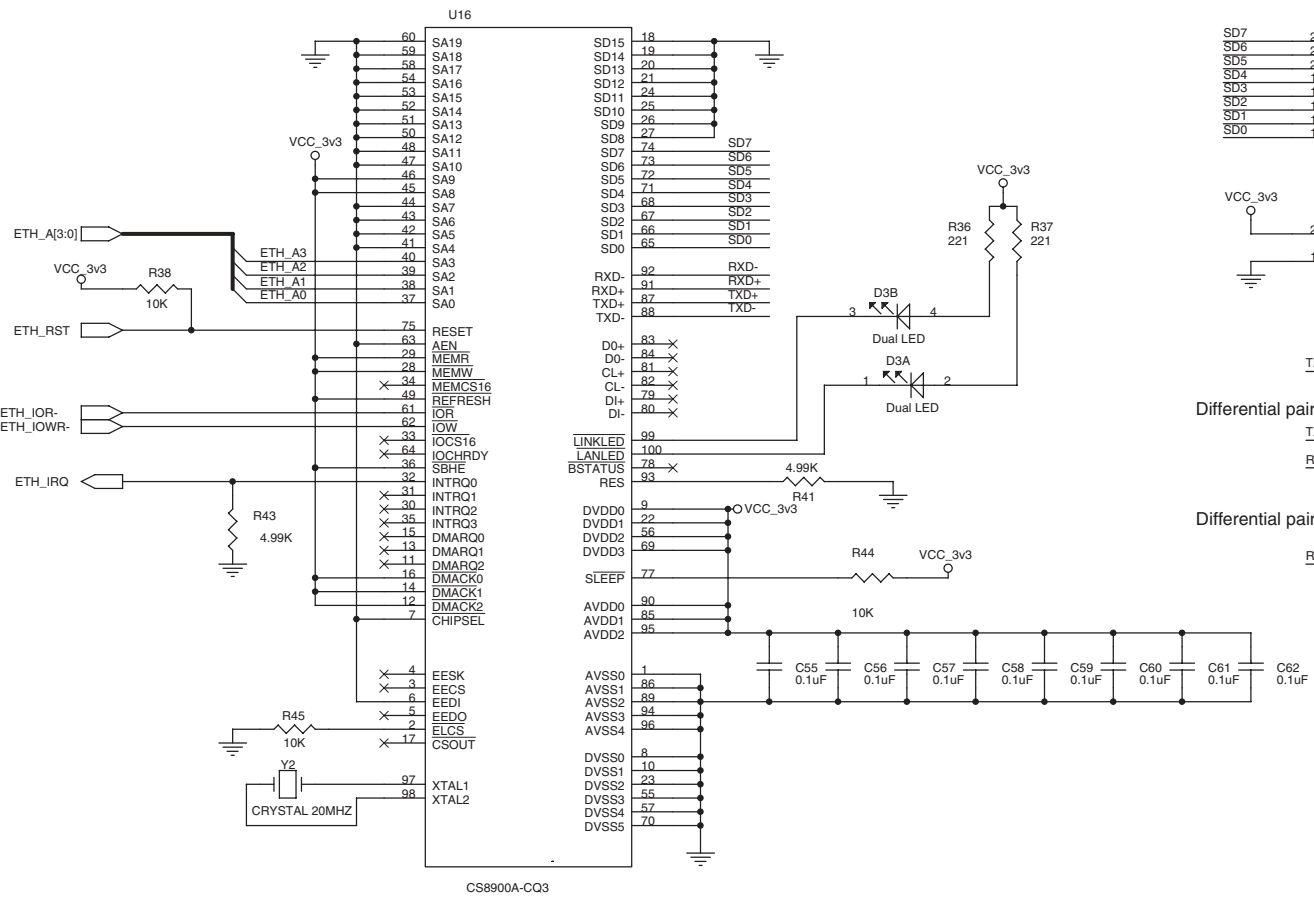 U16
60 SA19
59 SA18
58 SA17
54 SA16
53 SA15
52 SA14
51 SA13
50 SA12
48 SA11
47 SA10
46 SA9
45 SA8
44 SA7
43 SA6
42 SA5
41 SA4
ETH_A3 40 SA3
ETH_A2 39 SA2
ETH_A1 38 SA1
ETH_A0 37 SA0
75 RESET
63 AEN
29 MEMR
28 MEMW
34 MEMCS16
49 REFRESH
61 IOR
62 IOW
33 IOCS16
64 IOCHRDY
36 SBHE
32 INTRQ0
31 INTRQ1
30 INTRQ2
35 INTRQ3
15 DMARQ0
13 DMARQ1
11 DMARQ2
16 DMACK0
14 DMACK1
12 DMACK2
7 CHIPSEL
4 EESK
3 EECS
6 EEDI
5 EEDO
2 ELCS
17 CSOUT
97 XTAL1
98 XTAL2
VCC_3v3
ETH_A[3:0]
VCC_3v3
R38
10K
ETH_RST
ETH_IOR-
ETH_IOWR-
ETH_IRQ
R43
4.99K
R45
10K
Y2
CRYSTAL 20MHZ
SD15 18
SD14 19
SD13 20
SD12 21
SD11 24
SD10 25
SD9 26
SD8 27
SD7 74 SD7
SD6 73 SD6
SD5 72 SD5
SD4 71 SD4
SD3 68 SD3
SD2 67 SD2
SD1 66 SD1
SD0 65 SD0
RXD- 92 RXD-
RXD+ 91 RXD+
TXD+ 87 TXD+
TXD- 88 TXD-
D0+ 83
D0- 84
CL+ 81
CL- 82
DI+ 79
DI- 80
LINKLED 99
LANLED 100
BSTATUS 78
RES 93
DVDD0 9
DVDD1 22
DVDD2 56
DVDD3 69
SLEEP 77
AVDD0 90
AVDD1 85
AVDD2 95
AVSS0 1
AVSS1 86
AVSS2 89
AVSS3 94
AVSS4 96
DVSS0 8
DVSS1 10
DVSS2 23
DVSS3 55
DVSS4 57
DVSS5 70
CS8900A-CQ3
VCC_3v3
R36
221
R37
221
D3B
3 4
Dual LED
D3A
1 2
Dual LED
4.99K
R41
VCC_3v3
R44
VCC_3v3
10K
C55
0.1uF
C56
0.1uF
C57
0.1uF
C58
0.1uF
C59
0.1uF
C60
0.1uF
C61
0.1uF
C62
0.1uF
SD7
SD6
SD5
SD4
SD3
SD2
SD1
SD0
VCC_3v3
Differential pair
Differential pair